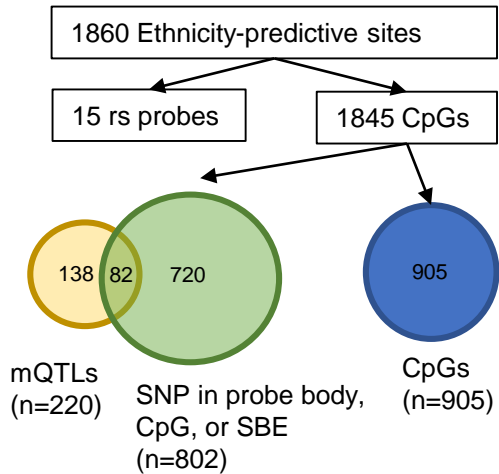 1860 Ethnicity-predictive sites
15 rs probes
1845 CpGs
138
82
720
905
mQTLs
(n=220)
SNP in probe body,
CpG, or SBE
(n=802)
CpGs
(n=905)